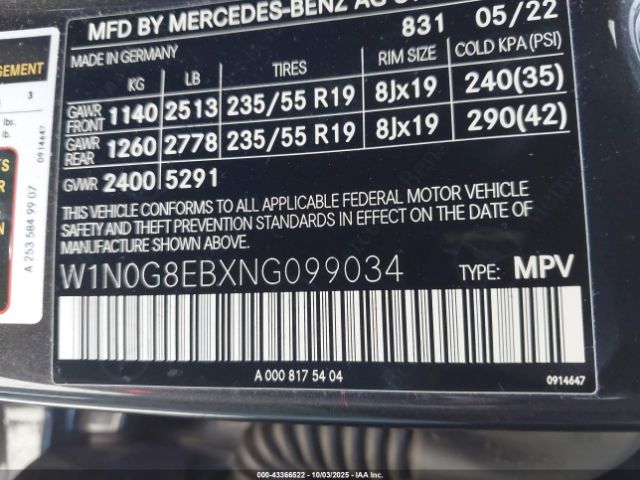 MFD BY MERCEDES-BENZ AG
831 05/22
MADE IN GERMANY
KG LB TIRES RIM SIZE COLD KPA(PSI)
GAWR FRONT 1140 2513 235/55 R19 8Jx19 240(35)
GAWR REAR 1260 2778 235/55 R19 8Jx19 290(42)
GVWR 2400 5291
THIS VEHICLE CONFORMS TO ALL APPLICABLE FEDERAL MOTOR VEHICLE
SAFETY AND THEFT PREVENTION STANDARDS IN EFFECT ON THE DATE OF
MANUFACTURE SHOWN ABOVE.
W1N0G8EBXNG099034 TYPE: MPV
A 000 817 54 04
0914647
3
lbs.
lb.
0914647
A 253 584 99 07
On: 43366522 - 10/03/2025 - IAA Inc.